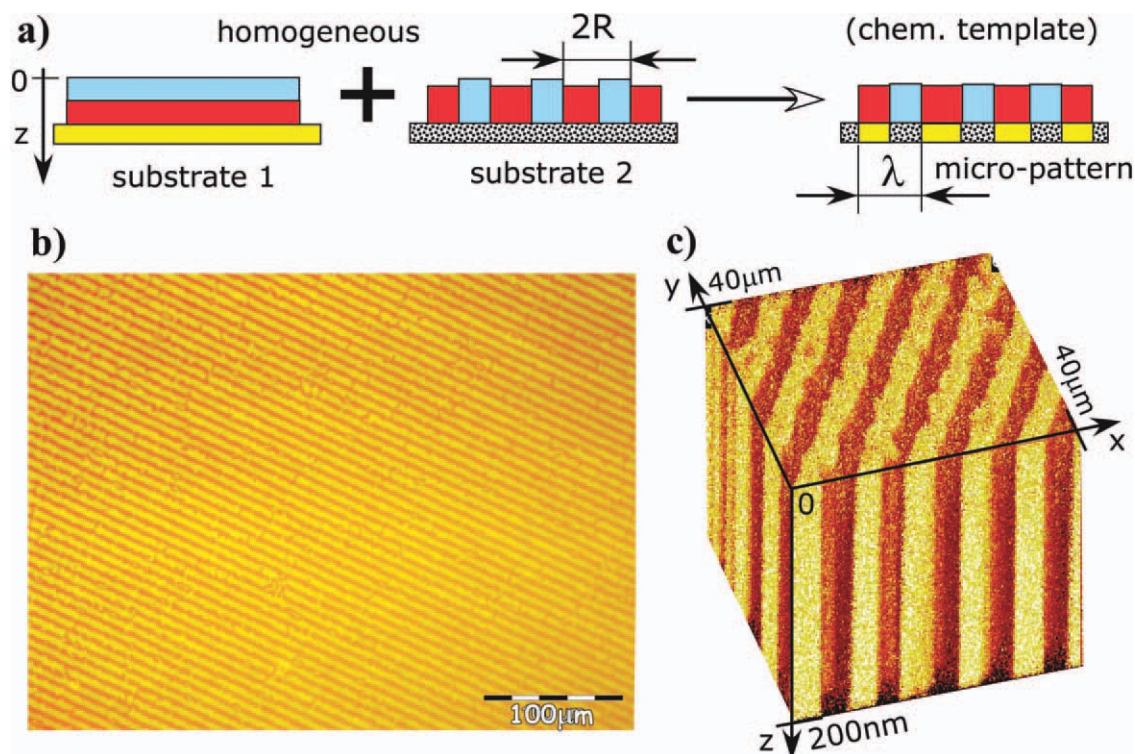 a)
homogeneous
2R
(chem. template)
0
z
substrate 1
substrate 2
λ
micro-pattern
b)
100μm
c)
y
40μm
40μm
x
0
z
200nm